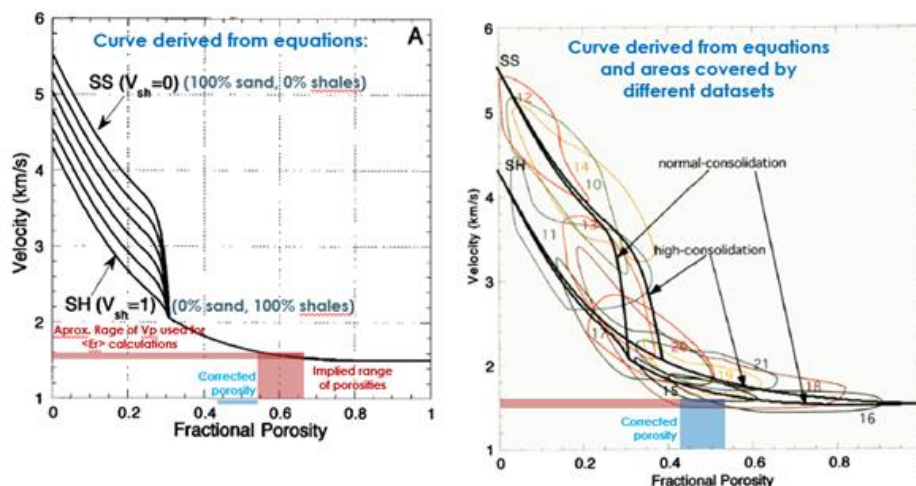 6
Curve derived from equations:
A
SS (Vsh=0) (100% sand, 0% shales)
5
4
Velocity (km/s)
3
SH (Vsh=1) (0% sand, 100% shales)
2
Aprox. Rage of Vp used for
<Er> calculations
Corrected
porosity
Implied range
of porosities
1
0 0.2 0.4 0.6 0.8 1
Fractional Porosity
6
Curve derived from equations
and areas covered by
different datasets
SS
12
5
normal-consolidation
14
10
SH
4
Velocity (km/s)
13
11
high-consolidation
3
17
20
21
2
19
18
15
16
Corrected
porosity
1
0 0.2 0.4 0.6 0.8
Fractional Porosity